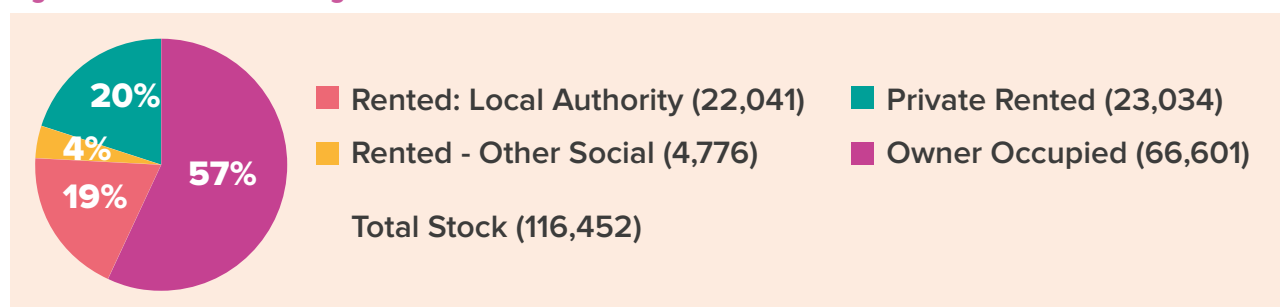 20%
4%
57%
19%
Rented: Local Authority (22,041)
Private Rented (23,034)
Rented - Other Social (4,776)
Owner Occupied (66,601)
Total Stock (116,452)